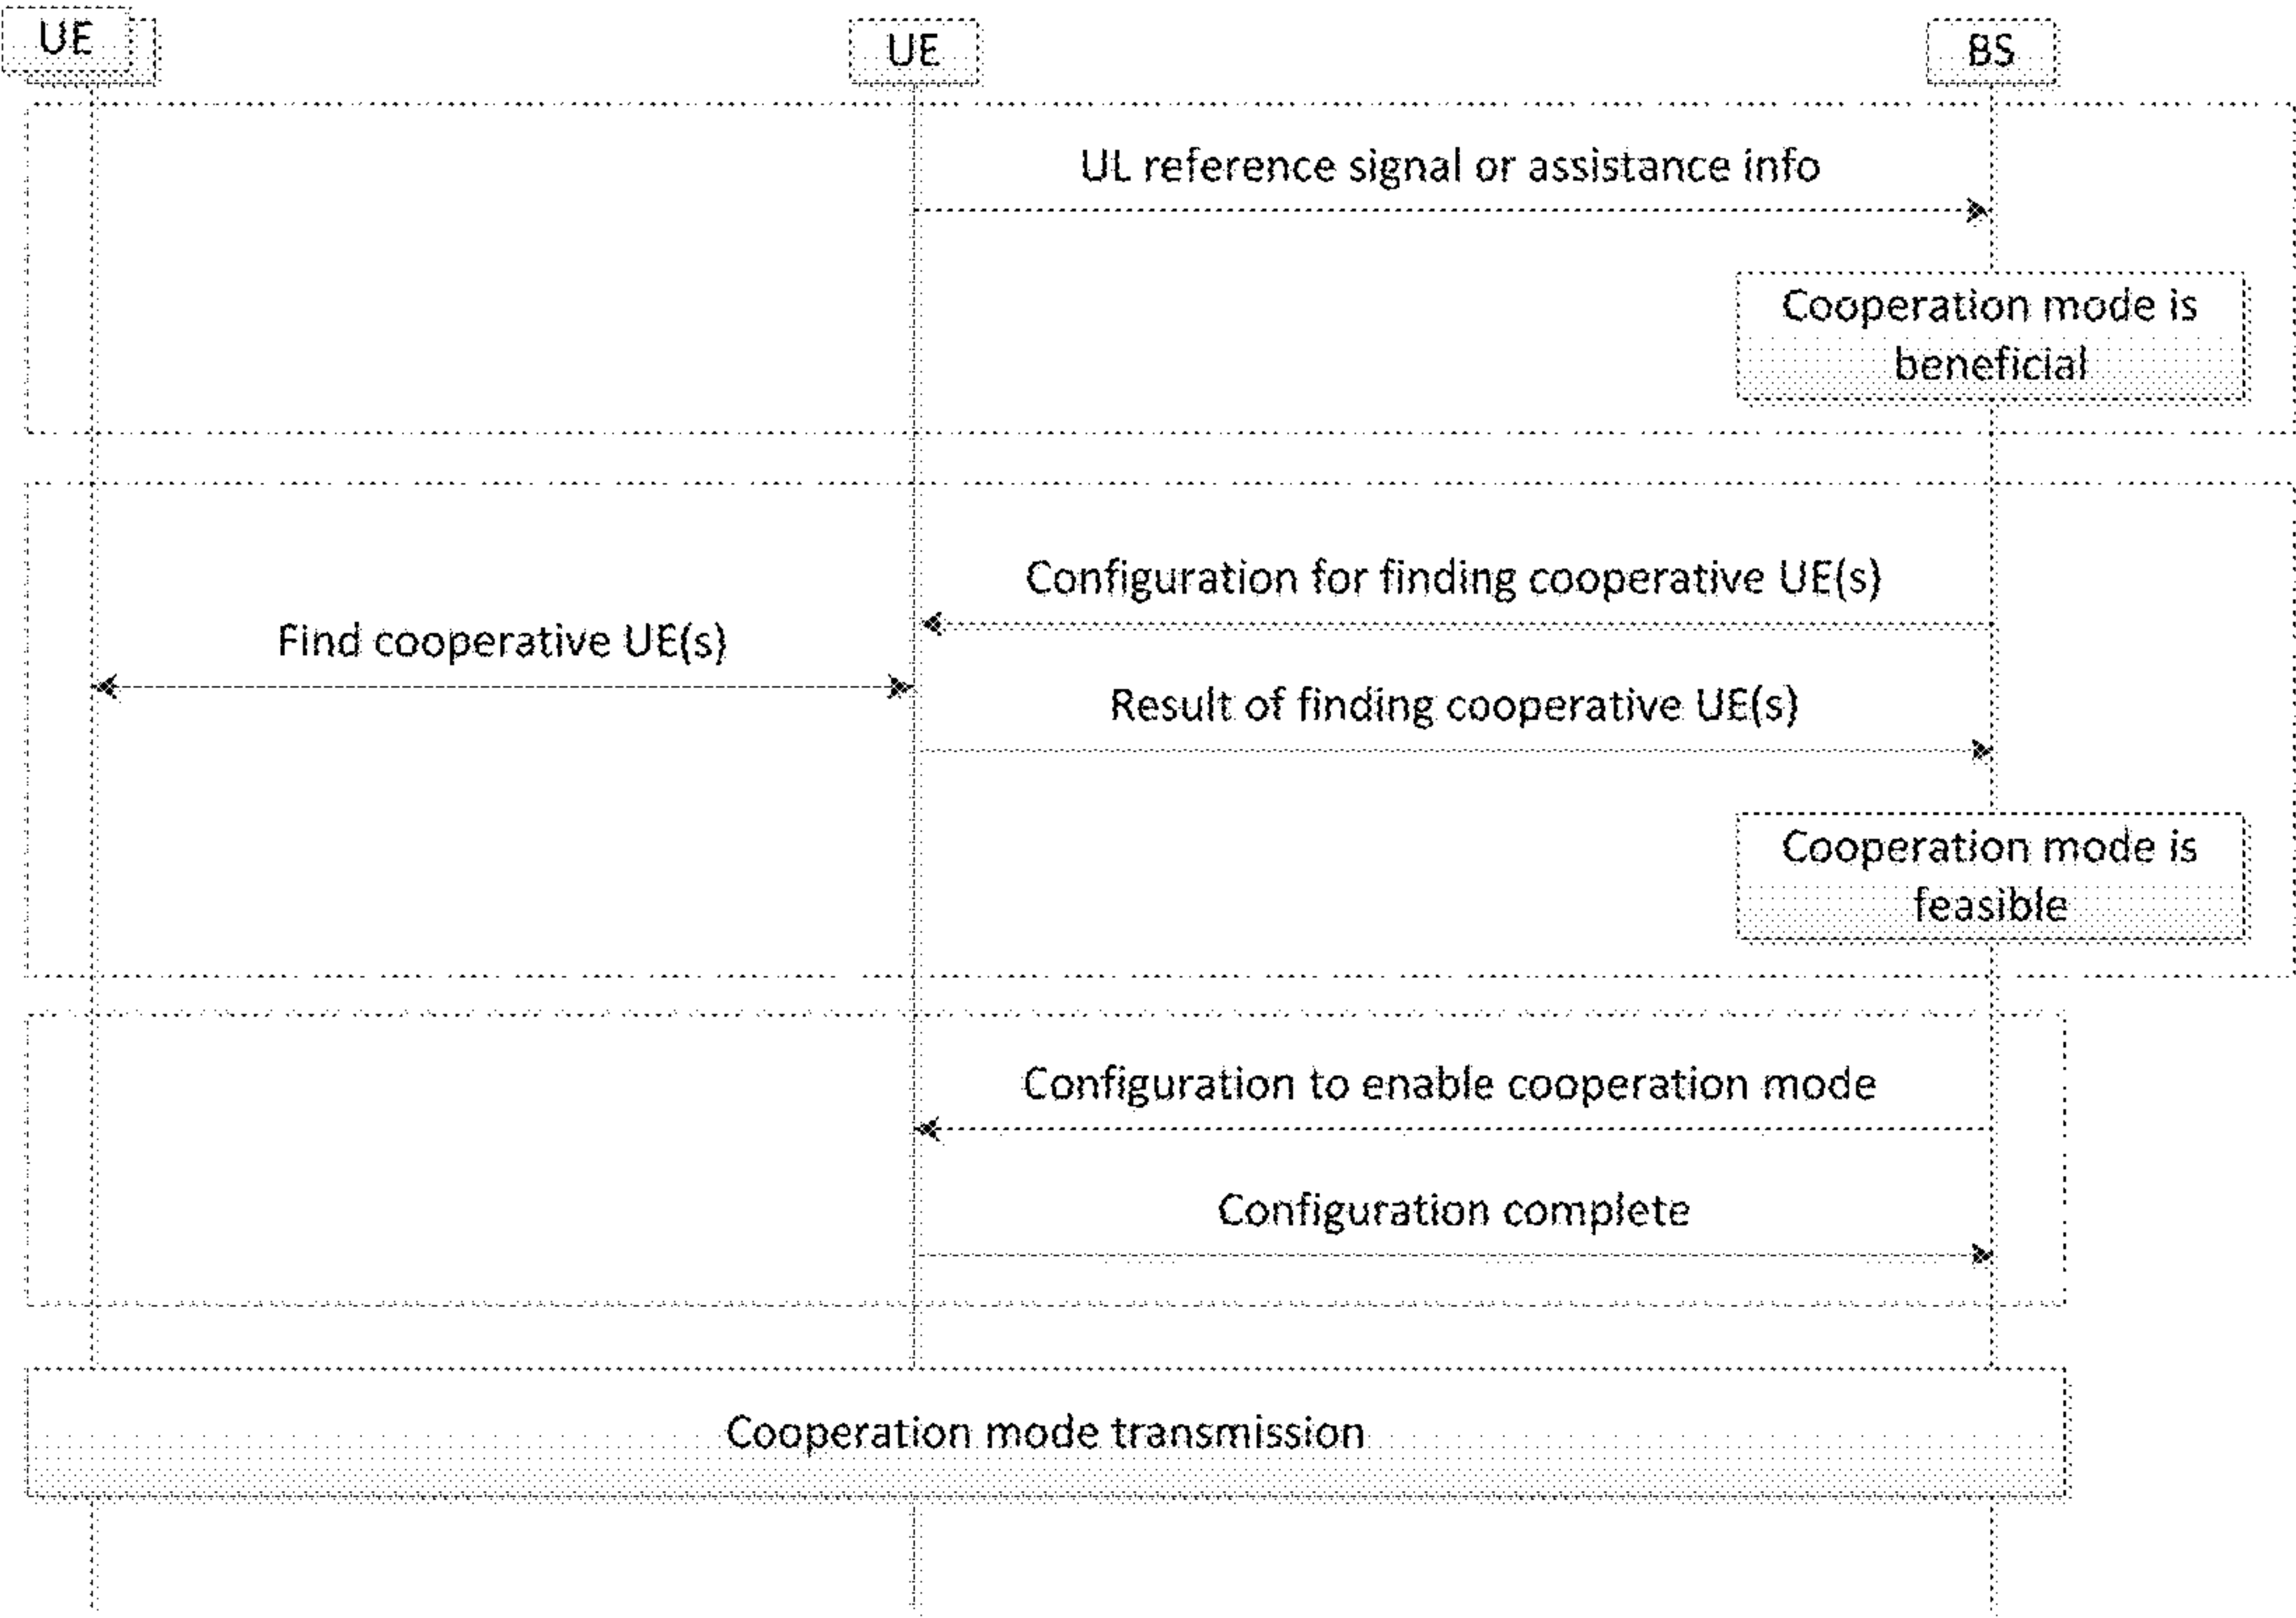 UE
UE
BS
UL reference signal or assistance info
Cooperation mode is
beneficial
Configuration for finding cooperative UE(s)
Find cooperative UE(s)
Result of finding cooperative UE(s)
Cooperation mode is
feasible
Configuration to enable cooperation mode
Configuration complete
Cooperation mode transmission